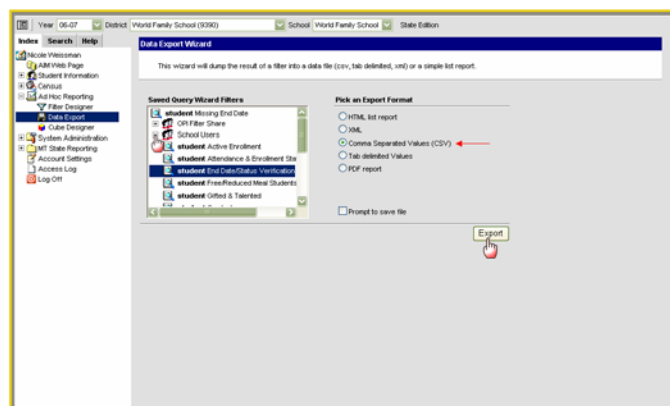 Year 06-07 District World Family School (9390) School World Family School State Edition
Index Search Help
Nicole Weissman
AIM Web Page
Student Information
Census
Ad Hoc Reporting
Filter Designer
Data Export
Cube Designer
System Administration
MT State Reporting
Account Settings
Access Log
Log Off
Data Export Wizard
This wizard will dump the result of a filter into a data file (csv, tab delimited, xml) or a simple list report.
Saved Query Wizard Filters
student Missing End Date
OPI Filter Share
School Users
student Active Enrollment
student Attendance & Enrollment Sta
student End Date/Status Verification
student Free/Reduced Meal Students
student Gifted & Talented
Pick an Export Format
HTML list report
XML
Comma Separated Values (CSV)
Tab delimited Values
PDF report
Prompt to save file
Export